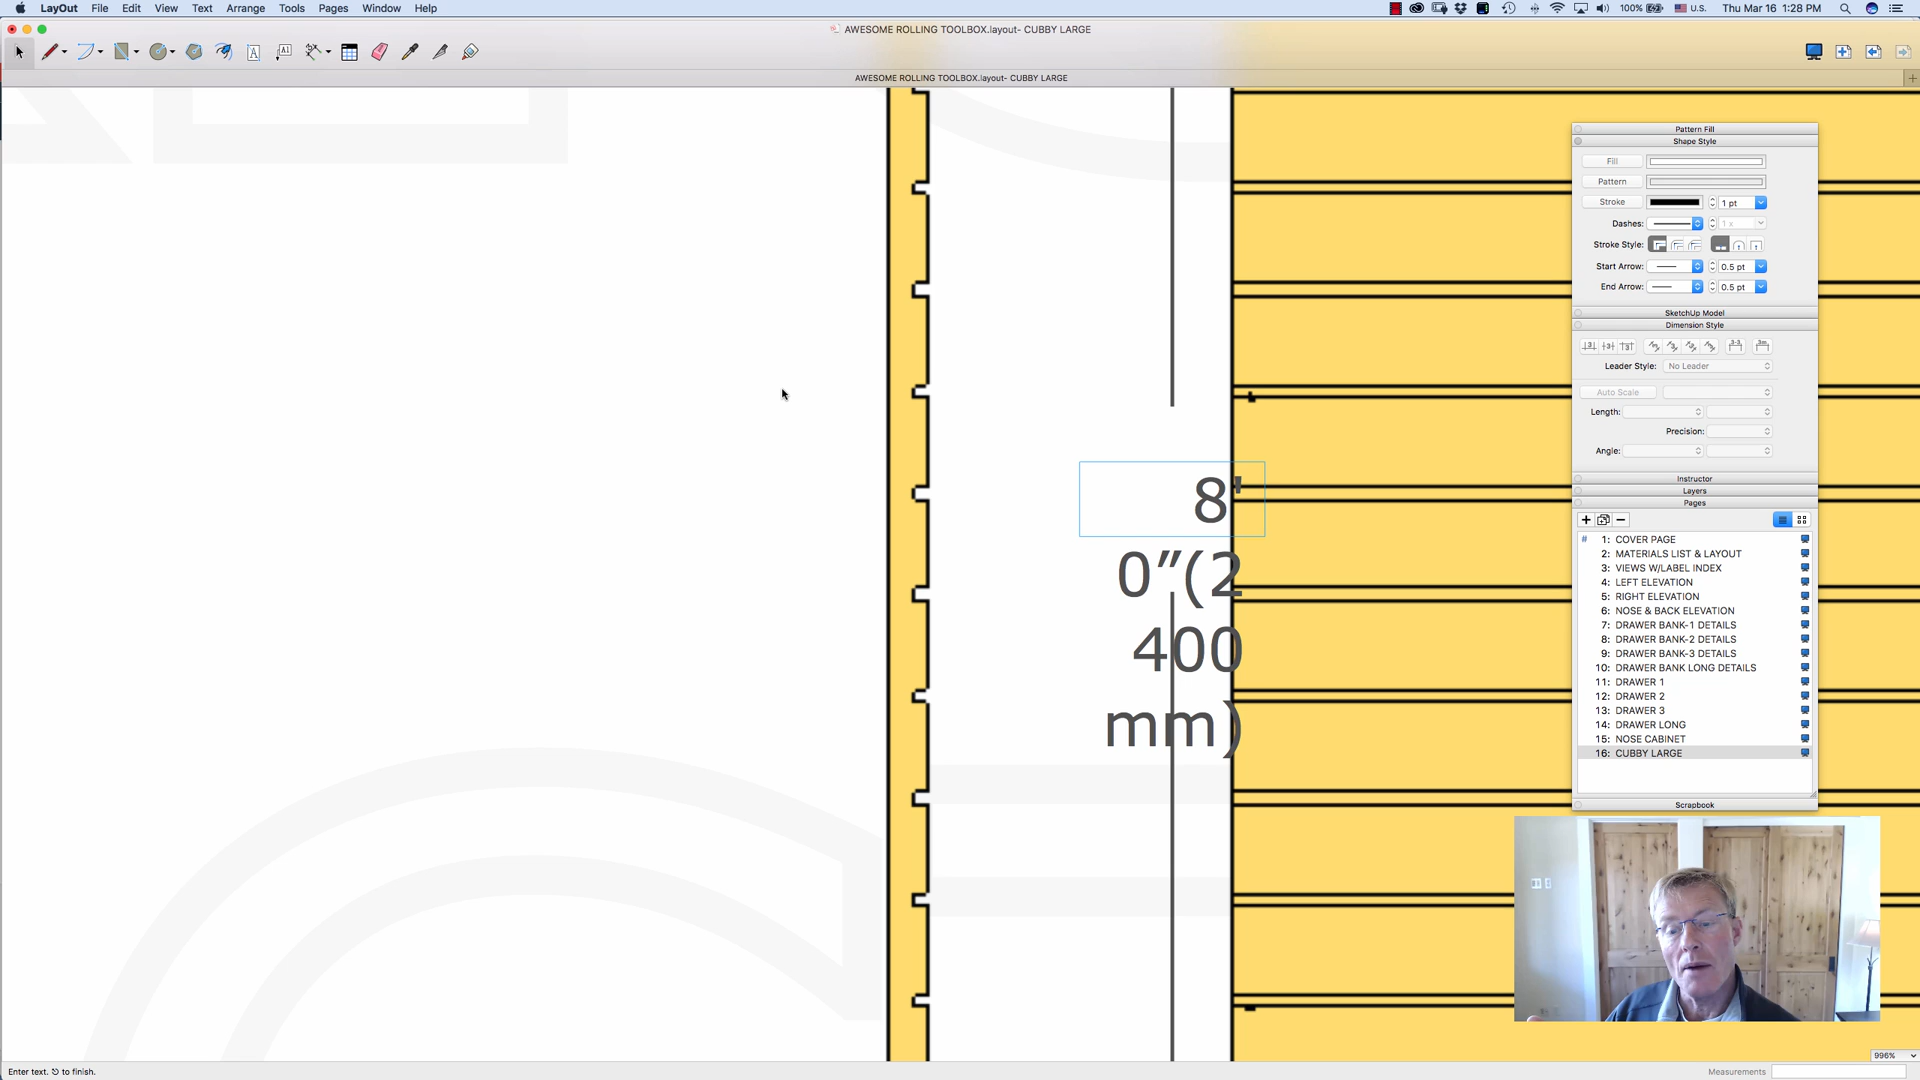 LayOut File Edit View Text Arrange Tools Pages Window Help
100% U.S. Thu Mar 16 1:28 PM
AWESOME ROLLING TOOLBOX.layout- CUBBY LARGE
AWESOME ROLLING TOOLBOX.layout- CUBBY LARGE
8'
0”(2
400
mm)
Pattern Fill
Shape Style
Fill
Pattern
Stroke 1 pt
Dashes: 1 x
Stroke Style:
Start Arrow: 0.5 pt
End Arrow: 0.5 pt
SketchUp Model
Dimension Style
Leader Style: No Leader
Auto Scale
Length:
Precision:
Angle:
Instructor
Layers
Pages
# 1: COVER PAGE
2: MATERIALS LIST & LAYOUT
3: VIEWS W/LABEL INDEX
4: LEFT ELEVATION
5: RIGHT ELEVATION
6: NOSE & BACK ELEVATION
7: DRAWER BANK-1 DETAILS
8: DRAWER BANK-2 DETAILS
9: DRAWER BANK-3 DETAILS
10: DRAWER BANK LONG DETAILS
11: DRAWER 1
12: DRAWER 2
13: DRAWER 3
14: DRAWER LONG
15: NOSE CABINET
16: CUBBY LARGE
Scrapbook
996%
Enter text. to finish.
Measurements